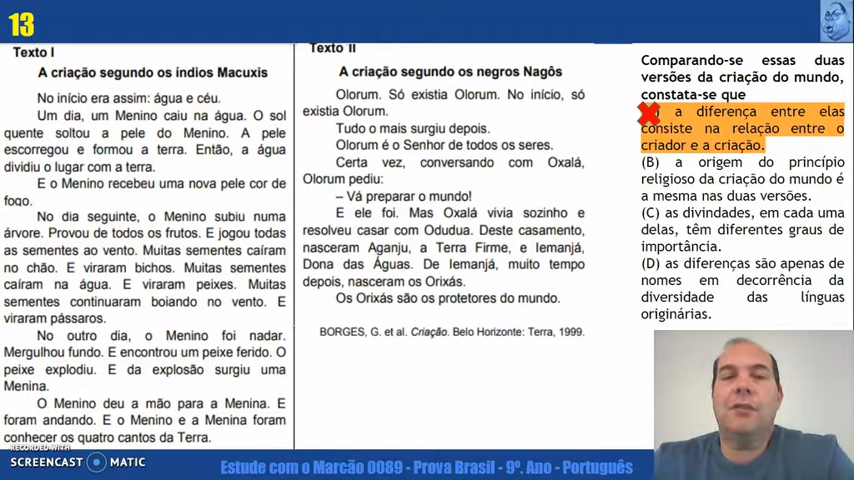 13
Texto I
A criação segundo os índios Macuxis
No início era assim: água e céu.
Um dia, um Menino caiu na água. O sol
quente soltou a pele do Menino. A pele
escorregou e formou a terra. Então, a água
dividiu o lugar com a terra.
E o Menino recebeu uma nova pele cor de
fogo.
No dia seguinte, o Menino subiu numa
árvore. Provou de todos os frutos. E jogou todas
as sementes ao vento. Muitas sementes caíram
no chão. E viraram bichos. Muitas sementes
caíram na água. E viraram peixes. Muitas
sementes continuaram boiando no vento. E
viraram pássaros.
No outro dia, o Menino foi nadar.
Mergulhou fundo. E encontrou um peixe ferido. O
peixe explodiu. E da explosão surgiu uma
Menina.
O Menino deu a mão para a Menina. E
foram andando. E o Menino e a Menina foram
conhecer os quatro cantos da Terra.
Texto II
A criação segundo os negros Nagôs
Olorum. Só existia Olorum. No início, só
existia Olorum.
Tudo o mais surgiu depois.
Olorum é o Senhor de todos os seres.
Certa vez, conversando com Oxalá,
Olorum pediu:
– Vá preparar o mundo!
E ele foi. Mas Oxalá vivia sozinho e
resolveu casar com Odudua. Deste casamento,
nasceram Aganju, a Terra Firme, e Iemanjá,
Dona das Águas. De Iemanjá, muito tempo
depois, nasceram os Orixás.
Os Orixás são os protetores do mundo.
BORGES, G. et al. Criação. Belo Horizonte: Terra, 1999.
Comparando-se essas duas
versões da criação do mundo,
constata-se que
a diferença entre elas
consiste na relação entre o
criador e a criação.
(B) a origem do princípio
religioso da criação do mundo é
a mesma nas duas versões.
(C) as divindades, em cada uma
delas, têm diferentes graus de
importância.
(D) as diferenças são apenas de
nomes em decorrência da
diversidade das línguas
originárias.
RECORDED WITH
SCREENCAST MATIC
Estude com o Marcão 0089 - Prova Brasil - 9º. Ano - Português